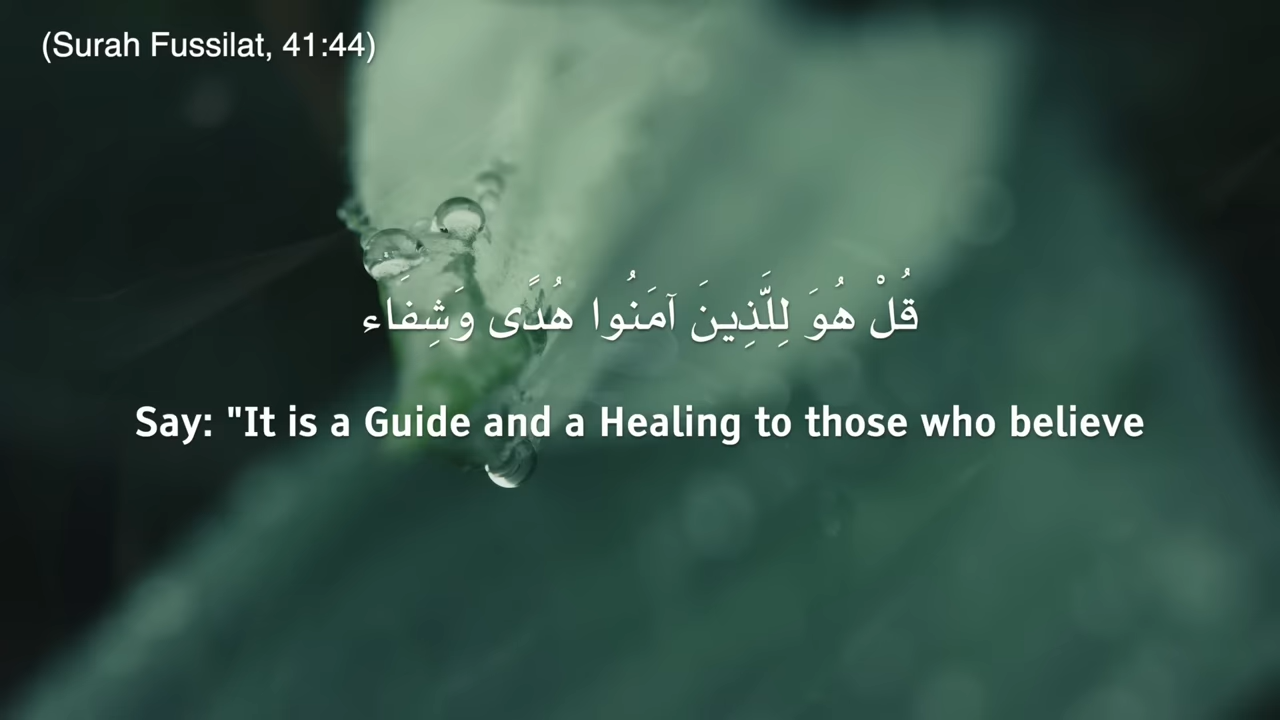 (Surah Fussilat, 41:44)
قُلْ هُوَ لِلَّذِينَ آمَنُوا هُدًى وَشِفَاء
Say: "It is a Guide and a Healing to those who believe